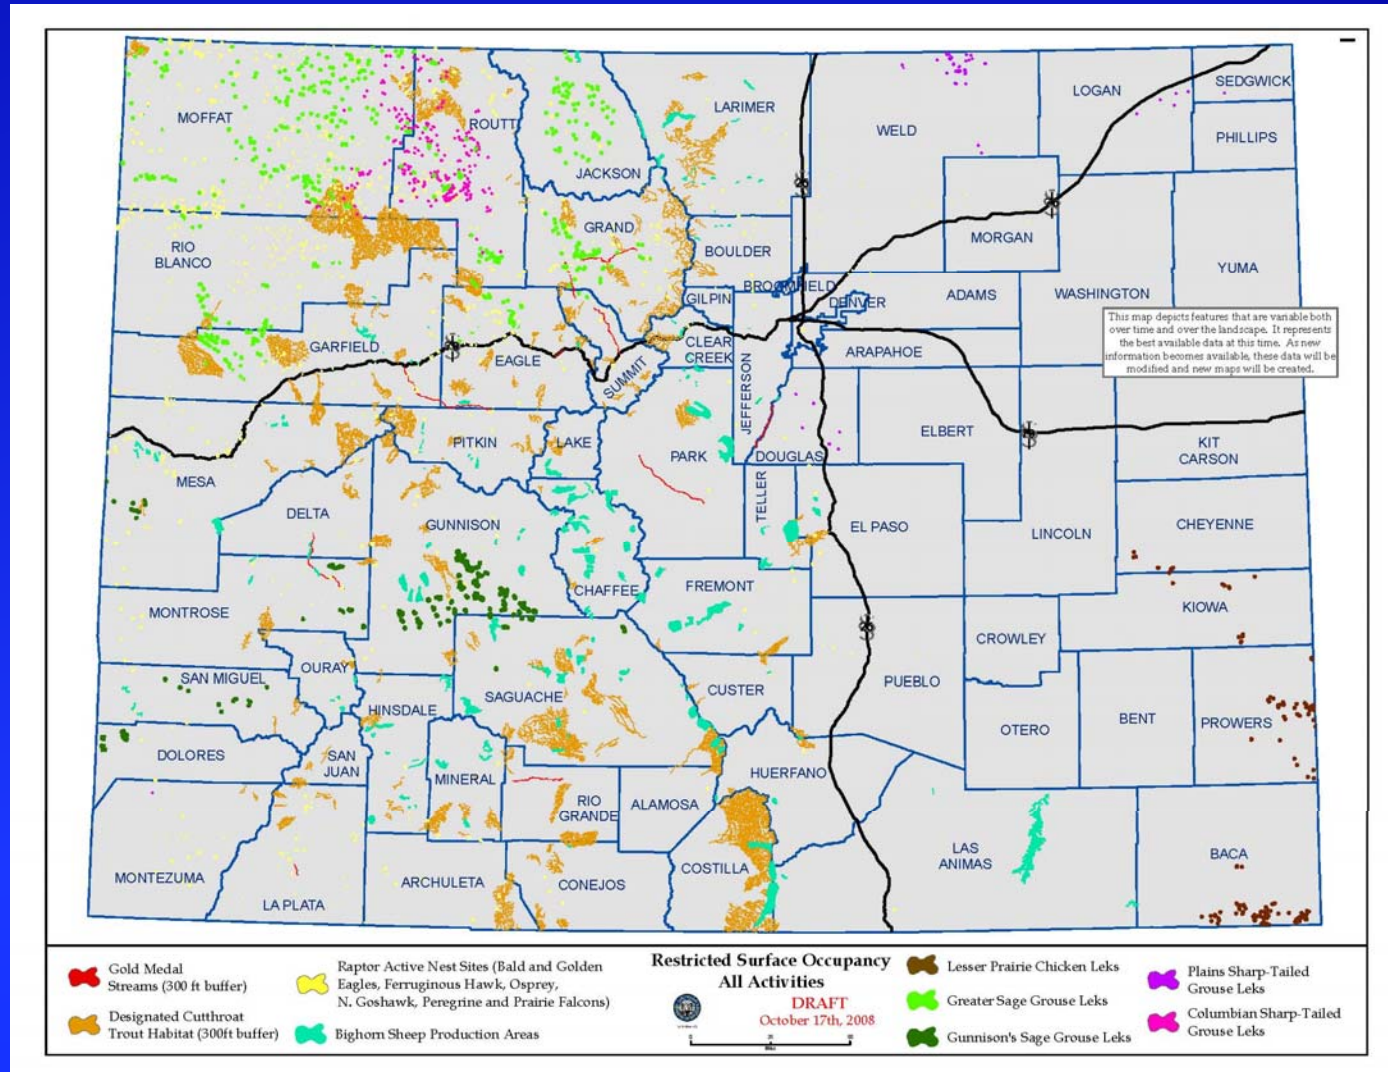 MOFFAT
ROUTT
LARIMER
WELD
LOGAN
SEDGWICK
PHILLIPS
JACKSON
GRAND
RIO
BLANCO
BOULDER
MORGAN
YUMA
WASHINGTON
BROOMFIELD
GILPIN
DENVER
ADAMS
This map depicts features that are variable both
over time and over the landscape. It represents
the best available data at this time. As new
information becomes available, these data will be
modified and new maps will be created.
GARFIELD
EAGLE
SUMMIT
CLEAR
CREEK
JEFFERSON
ARAPAHOE
PITKIN
LAKE
PARK
DOUGLAS
ELBERT
KIT
CARSON
MESA
DELTA
GUNNISON
TELLER
EL PASO
LINCOLN
CHEYENNE
MONTROSE
CHAFFEE
FREMONT
KIOWA
CROWLEY
OURAY
SAN MIGUEL
HINSDALE
SAGUACHE
CUSTER
PUEBLO
OTERO
BENT
PROWERS
DOLORES
SAN
JUAN
MINERAL
RIO
GRANDE
ALAMOSA
HUERFANO
MONTEZUMA
LA PLATA
ARCHULETA
CONEJOS
COSTILLA
LAS
ANIMAS
BACA
Gold Medal
Streams (300 ft buffer)
Designated Cutthroat
Trout Habitat (300ft buffer)
Raptor Active Nest Sites (Bald and Golden
Eagles, Ferruginous Hawk, Osprey,
N. Goshawk, Peregrine and Prairie Falcons)
Bighorn Sheep Production Areas
Restricted Surface Occupancy
All Activities
DRAFT
October 17th, 2008
Lesser Prairie Chicken Leks
Greater Sage Grouse Leks
Gunnison's Sage Grouse Leks
Plains Sharp-Tailed
Grouse Leks
Columbian Sharp-Tailed
Grouse Leks